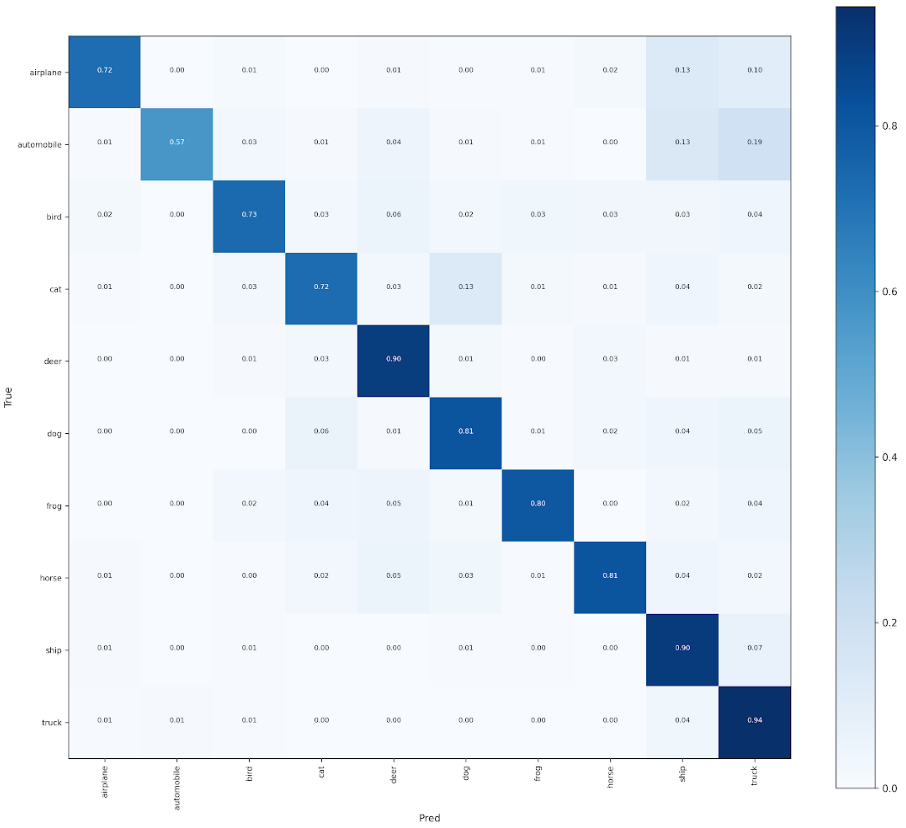 airplane 0.72 0.00 0.01 0.00 0.01 0.00 0.01 0.02 0.13 0.10
automobile 0.01 0.57 0.03 0.01 0.04 0.01 0.01 0.00 0.13 0.19
bird 0.02 0.00 0.73 0.03 0.06 0.02 0.03 0.03 0.03 0.04
cat 0.01 0.00 0.03 0.72 0.03 0.13 0.01 0.01 0.04 0.02
deer 0.00 0.00 0.01 0.03 0.90 0.01 0.00 0.03 0.01 0.01
dog 0.00 0.00 0.00 0.06 0.01 0.81 0.01 0.02 0.04 0.05
frog 0.00 0.00 0.02 0.04 0.05 0.01 0.80 0.00 0.02 0.04
horse 0.01 0.00 0.00 0.02 0.05 0.03 0.01 0.81 0.04 0.02
ship 0.01 0.00 0.01 0.00 0.00 0.01 0.00 0.00 0.90 0.07
truck 0.01 0.01 0.01 0.00 0.00 0.00 0.00 0.00 0.04 0.94
airplane automobile bird cat deer dog frog horse ship truck
True
Pred
0.8
0.6
0.4
0.2
0.0